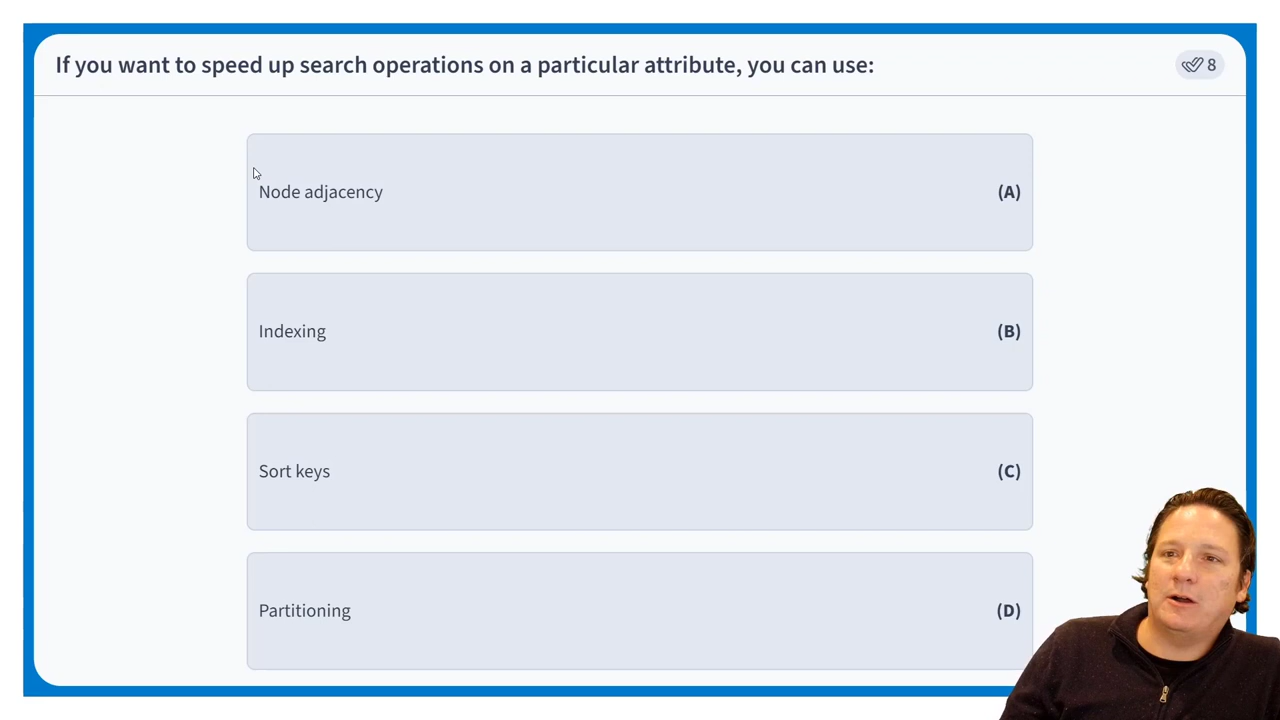 If you want to speed up search operations on a particular attribute, you can use:
8
Node adjacency (A)
Indexing (B)
Sort keys (C)
Partitioning (D)